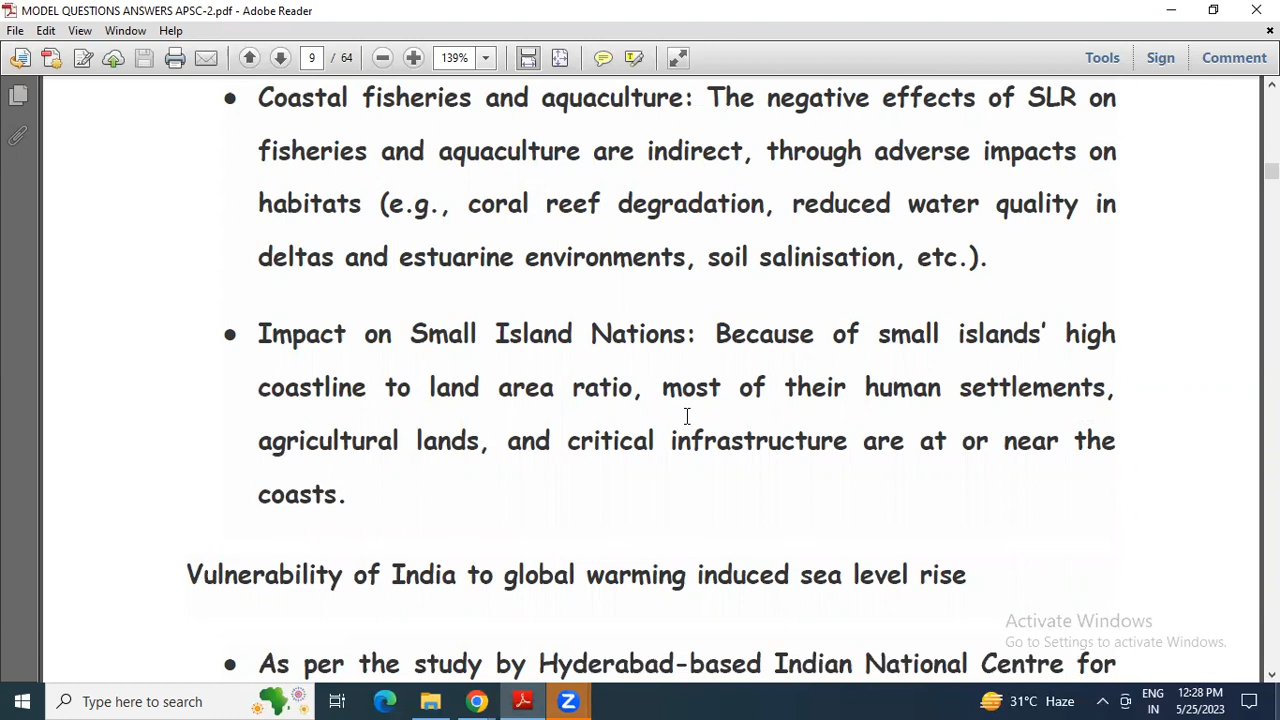 MODEL QUESTIONS ANSWERS APSC-2.pdf - Adobe Reader
File Edit View Window Help
9 / 64
139%
Tools Sign Comment
• Coastal fisheries and aquaculture: The negative effects of SLR on
fisheries and aquaculture are indirect, through adverse impacts on
habitats (e.g., coral reef degradation, reduced water quality in
deltas and estuarine environments, soil salinisation, etc.).
• Impact on Small Island Nations: Because of small islands' high
coastline to land area ratio, most of their human settlements,
agricultural lands, and critical infrastructure are at or near the
coasts.
Vulnerability of India to global warming induced sea level rise
• As per the study by Hyderabad-based Indian National Centre for
Activate Windows
Go to Settings to activate Windows.
Type here to search
31°C Haze
ENG
IN
12:28 PM
5/25/2023